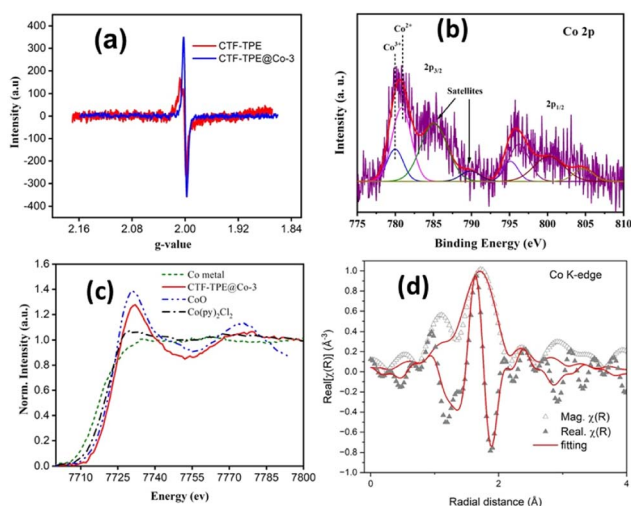 (a)
CTF-TPE
CTF-TPE@Co-3
Intensity (a.u)
400
300
200
100
0
-100
-200
-300
-400
2.16 2.08 2.00 1.92 1.84
g-value
(b)
Co 2p
Co²⁺
Co³⁺
2p3/2
Satellites
2p1/2
Intensity (a. u.)
775 780 785 790 795 800 805 810
Binding Energy (eV)
(c)
Co metal
CTF-TPE@Co-3
CoO
Co(py)2Cl2
Norm. Intensity (a.u.)
1.6
1.4
1.2
1.0
0.8
0.6
0.4
0.2
0.0
7710 7725 7740 7755 7770 7785 7800
Energy (ev)
(d)
Co K-edge
Real[χ(R)] (Å⁻³)
1.0
0.8
0.6
0.4
0.2
0.0
-0.2
-0.4
-0.6
-0.8
-1.0
Mag. χ(R)
Real. χ(R)
fitting
0 2 4
Radial distance (Å)